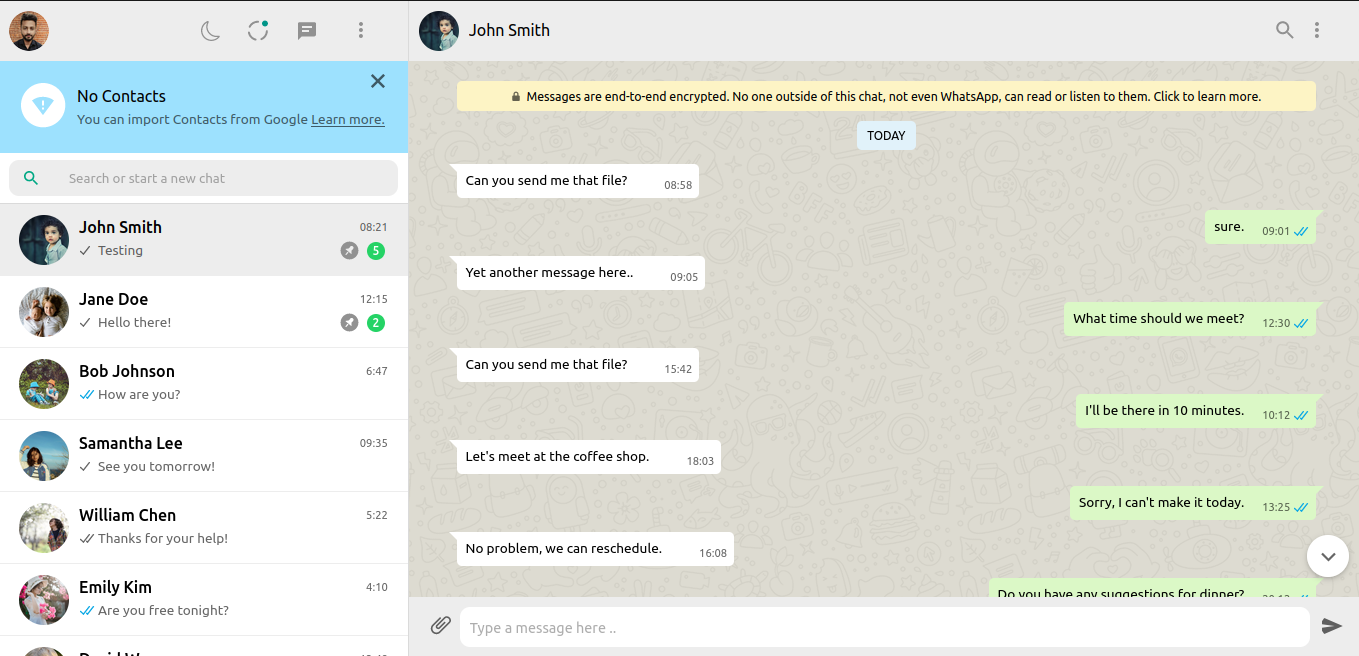 No Contacts
You can import Contacts from Google Learn more.
Search or start a new chat
John Smith 08:21
Testing 5
Jane Doe 12:15
Hello there! 2
Bob Johnson 6:47
How are you?
Samantha Lee 09:35
See you tomorrow!
William Chen 5:22
Thanks for your help!
Emily Kim 4:10
Are you free tonight?
John Smith
Messages are end-to-end encrypted. No one outside of this chat, not even WhatsApp, can read or listen to them. Click to learn more.
TODAY
Can you send me that file? 08:58
sure. 09:01
Yet another message here.. 09:05
What time should we meet? 12:30
Can you send me that file? 15:42
I'll be there in 10 minutes. 10:12
Let's meet at the coffee shop. 18:03
Sorry, I can't make it today. 13:25
No problem, we can reschedule. 16:08
Do you have any suggestions for dinner?
Type a message here ..